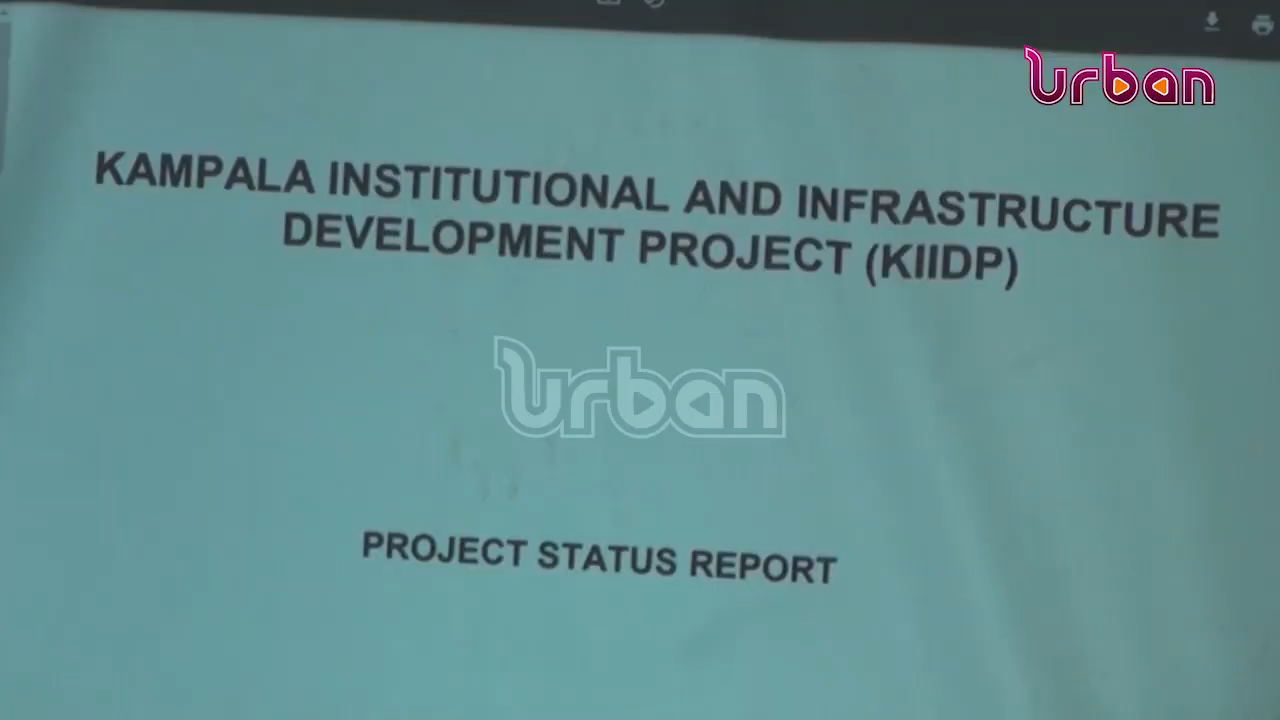 Urban
KAMPALA INSTITUTIONAL AND INFRASTRUCTURE
DEVELOPMENT PROJECT (KIIDP)
Urban
PROJECT STATUS REPORT